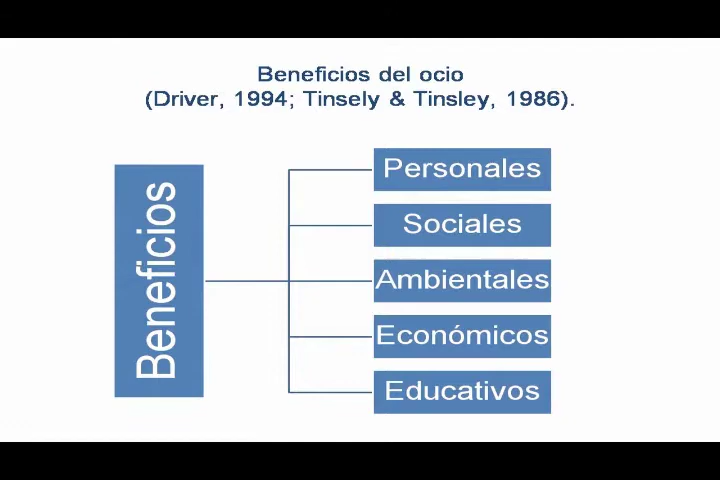 Beneficios del ocio
(Driver, 1994; Tinsely & Tinsley, 1986).
Beneficios
Personales
Sociales
Ambientales
Económicos
Educativos